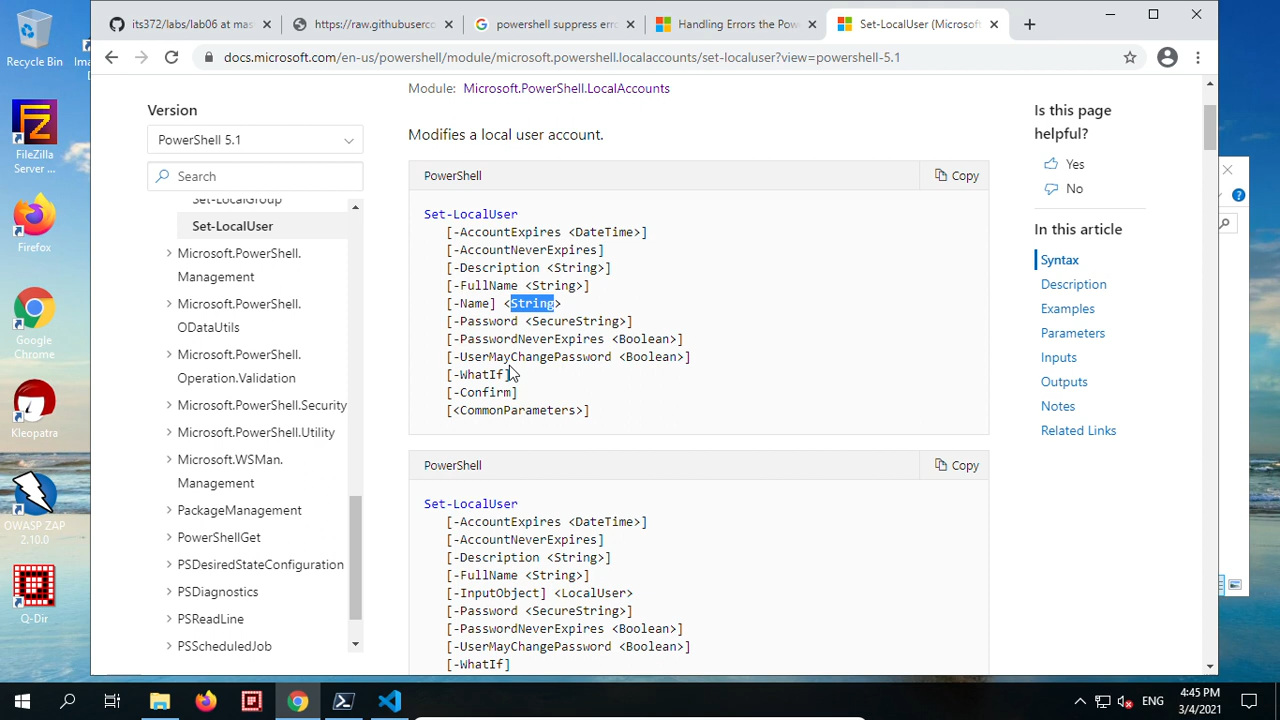 its372/labs/lab06 at mas
https://raw.githubuserco
powershell suppress erro
Handling Errors the Pow
Set-LocalUser (Microsoft
docs.microsoft.com/en-us/powershell/module/microsoft.powershell.localaccounts/set-localuser?view=powershell-5.1
Recycle Bin
FileZilla
Server ...
Firefox
Google
Chrome
Kleopatra
OWASP ZAP
2.10.0
Q-Dir
Version
PowerShell 5.1
Search
Set-LocalGroup
Set-LocalUser
Microsoft.PowerShell.
Management
Microsoft.PowerShell.
ODataUtils
Microsoft.PowerShell.
Operation.Validation
Microsoft.PowerShell.Security
Microsoft.PowerShell.Utility
Microsoft.WSMan.
Management
PackageManagement
PowerShellGet
PSDesiredStateConfiguration
PSDiagnostics
PSReadLine
PSScheduledJob
Module: Microsoft.PowerShell.LocalAccounts
Modifies a local user account.
PowerShell
Copy
Set-LocalUser
[-AccountExpires <DateTime>]
[-AccountNeverExpires]
[-Description <String>]
[-FullName <String>]
[-Name] <String>
[-Password <SecureString>]
[-PasswordNeverExpires <Boolean>]
[-UserMayChangePassword <Boolean>]
[-WhatIf]
[-Confirm]
[<CommonParameters>]
PowerShell
Copy
Set-LocalUser
[-AccountExpires <DateTime>]
[-AccountNeverExpires]
[-Description <String>]
[-FullName <String>]
[-InputObject] <LocalUser>
[-Password <SecureString>]
[-PasswordNeverExpires <Boolean>]
[-UserMayChangePassword <Boolean>]
[-WhatIf]
Is this page
helpful?
Yes
No
In this article
Syntax
Description
Examples
Parameters
Inputs
Outputs
Notes
Related Links
ENG
4:45 PM
3/4/2021